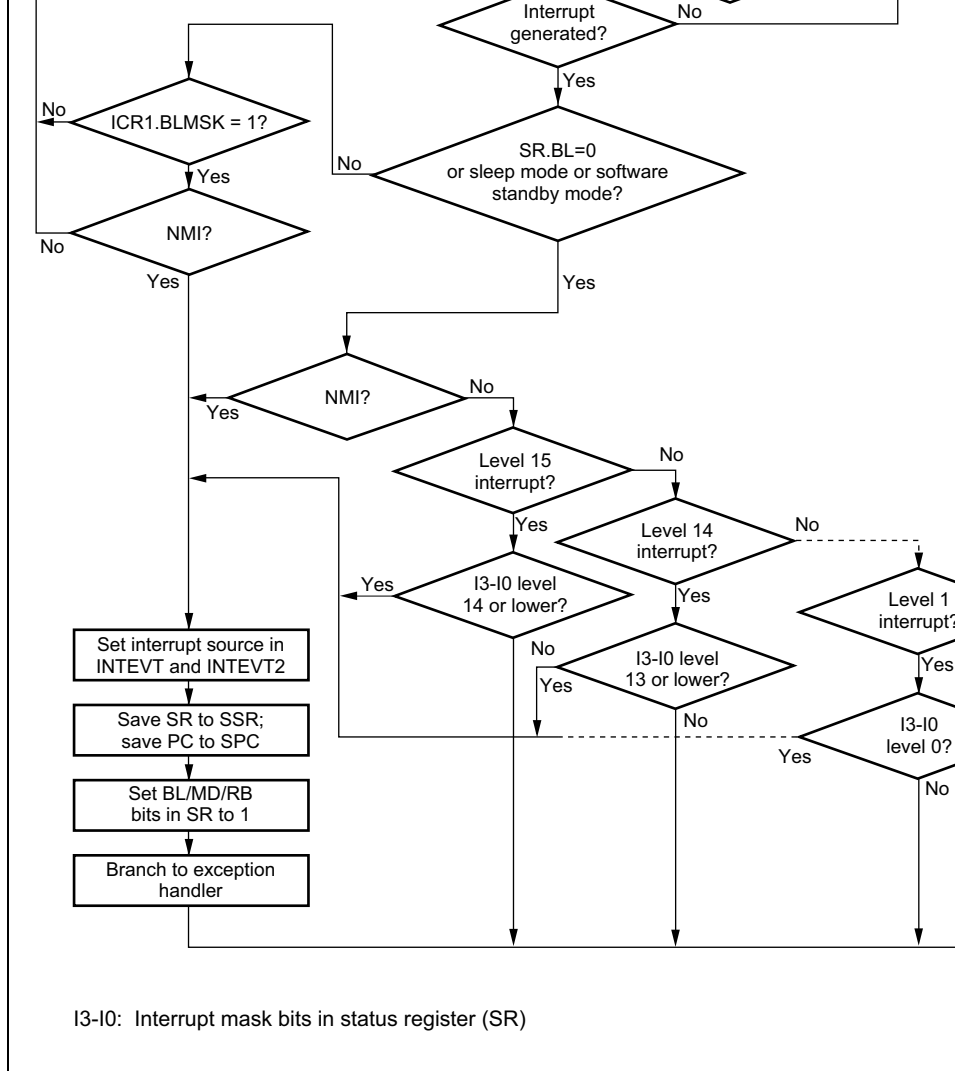 Interrupt
generated?
No
Yes
No
ICR1.BLMSK = 1?
Yes
SR.BL=0
or sleep mode or software
standby mode?
No
NMI?
No
Yes
Yes
NMI?
Yes
No
Level 15
interrupt?
No
Yes
Level 14
interrupt?
No
Yes
I3-I0 level
14 or lower?
Yes
No
Level 1
interrupt?
Yes
I3-I0 level
13 or lower?
Yes
No
I3-I0
level 0?
Yes
No
Set interrupt source in
INTEVT and INTEVT2
Save SR to SSR;
save PC to SPC
Set BL/MD/RB
bits in SR to 1
Branch to exception
handler
I3-I0: Interrupt mask bits in status register (SR)